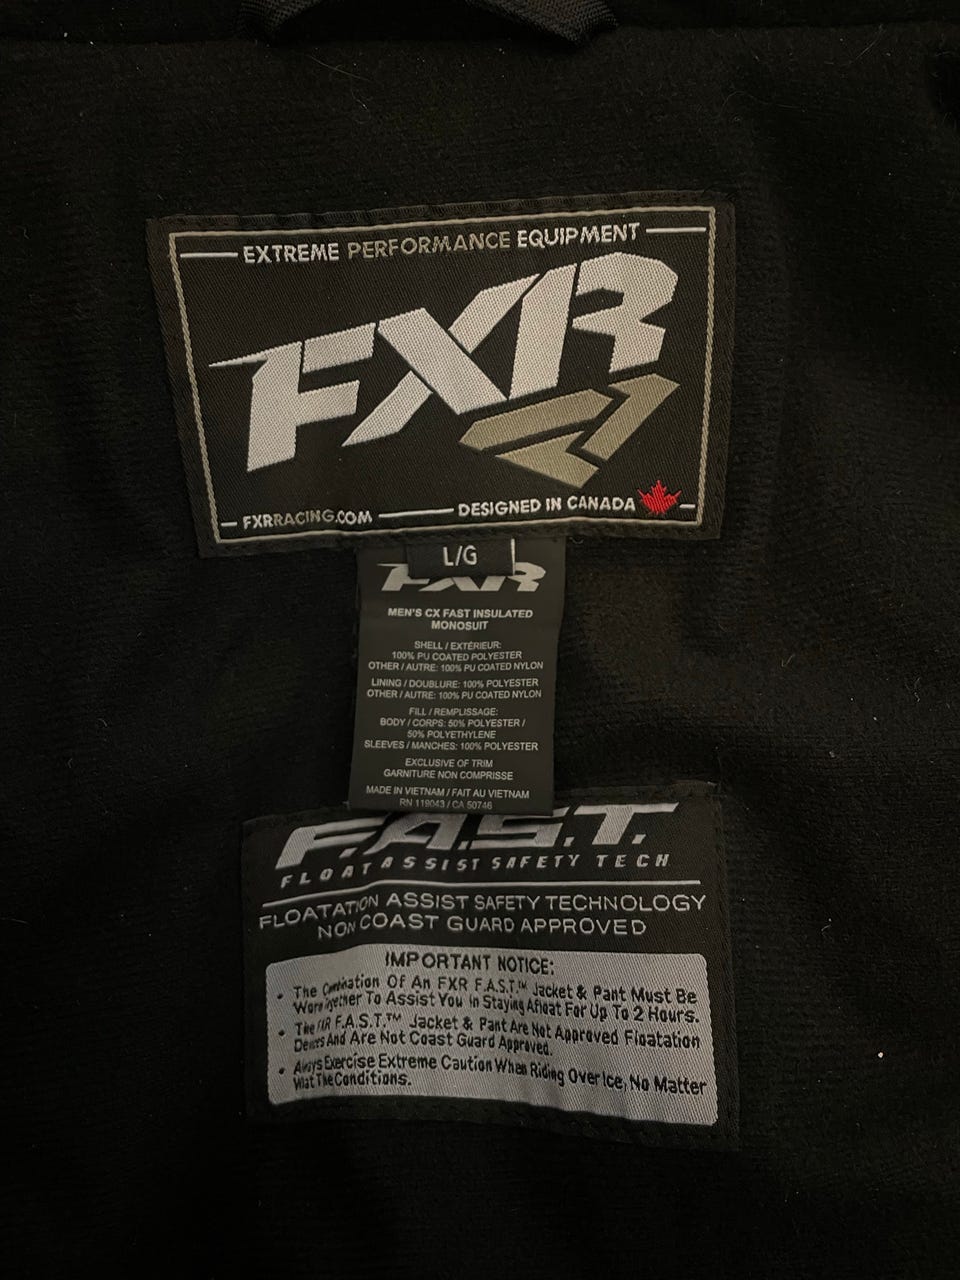 EXTREME PERFORMANCE EQUIPMENT
FXR
FXRRACING.COM DESIGNED IN CANADA
L/G
FXR
MEN'S CX FAST INSULATED
MONOSUIT
SHELL / EXTÉRIEUR:
100% PU COATED POLYESTER
OTHER / AUTRE: 100% PU COATED NYLON
LINING / DOUBLURE: 100% POLYESTER
OTHER / AUTRE: 100% PU COATED NYLON
FILL / REMPLISSAGE:
BODY / CORPS: 50% POLYESTER /
50% POLYETHYLENE
SLEEVES / MANCHES: 100% POLYESTER
EXCLUSIVE OF TRIM
GARNITURE NON COMPRISSE
MADE IN VIETNAM / FAIT AU VIETNAM
RN 119043 / CA 50746
F.A.S.T.
FLOAT ASSIST SAFETY TECH
FLOATATION ASSIST SAFETY TECHNOLOGY
NON COAST GUARD APPROVED
IMPORTANT NOTICE:
• The Combination Of An FXR F.A.S.T.™ Jacket & Pant Must Be
Worn Together To Assist You In Staying Afloat For Up To 2 Hours.
• The FXR F.A.S.T.™ Jacket & Pant Are Not Approved Floatation
Devices And Are Not Coast Guard Approved.
• Always Exercise Extreme Caution When Riding Over Ice, No Matter
What The Conditions.